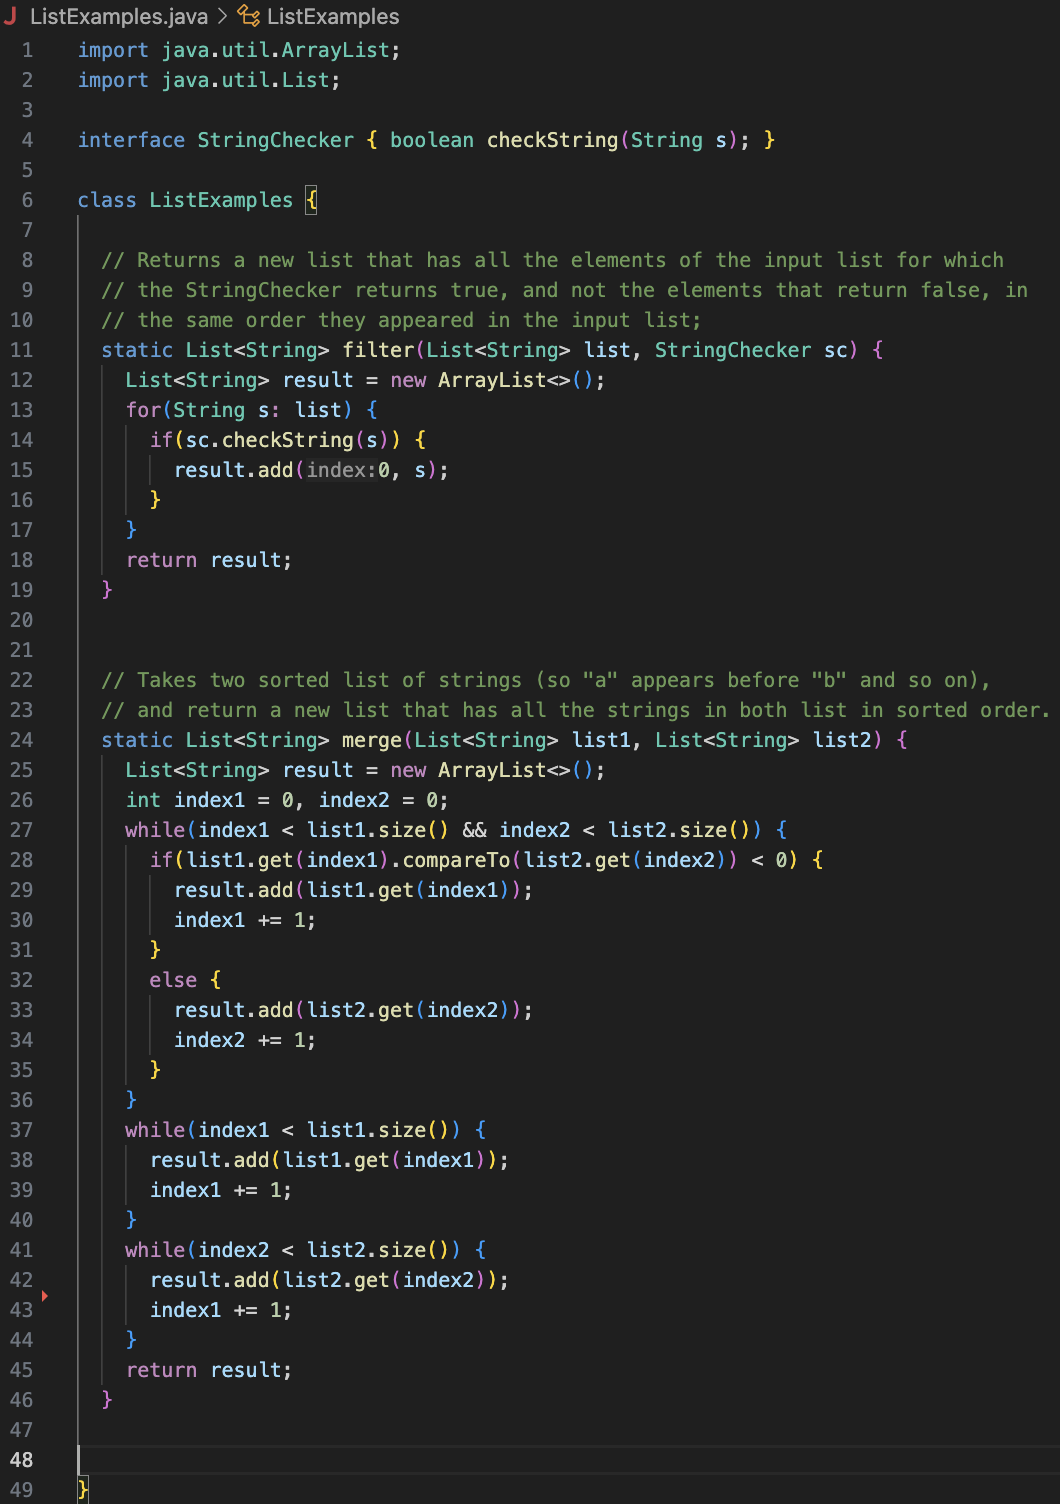 J ListExamples.java > ListExamples
1 import java.util.ArrayList;
2 import java.util.List;
3
4 interface StringChecker { boolean checkString(String s); }
5
6 class ListExamples {
7
8   // Returns a new list that has all the elements of the input list for which
9   // the StringChecker returns true, and not the elements that return false, in
10   // the same order they appeared in the input list;
11   static List<String> filter(List<String> list, StringChecker sc) {
12     List<String> result = new ArrayList<>();
13     for(String s: list) {
14       if(sc.checkString(s)) {
15         result.add(index:0, s);
16       }
17     }
18     return result;
19   }
20
21
22   // Takes two sorted list of strings (so "a" appears before "b" and so on),
23   // and return a new list that has all the strings in both list in sorted order.
24   static List<String> merge(List<String> list1, List<String> list2) {
25     List<String> result = new ArrayList<>();
26     int index1 = 0, index2 = 0;
27     while(index1 < list1.size() && index2 < list2.size()) {
28       if(list1.get(index1).compareTo(list2.get(index2)) < 0) {
29         result.add(list1.get(index1));
30         index1 += 1;
31       }
32       else {
33         result.add(list2.get(index2));
34         index2 += 1;
35       }
36     }
37     while(index1 < list1.size()) {
38       result.add(list1.get(index1));
39       index1 += 1;
40     }
41     while(index2 < list2.size()) {
42       result.add(list2.get(index2));
43       index1 += 1;
44     }
45     return result;
46   }
47
48
49 }